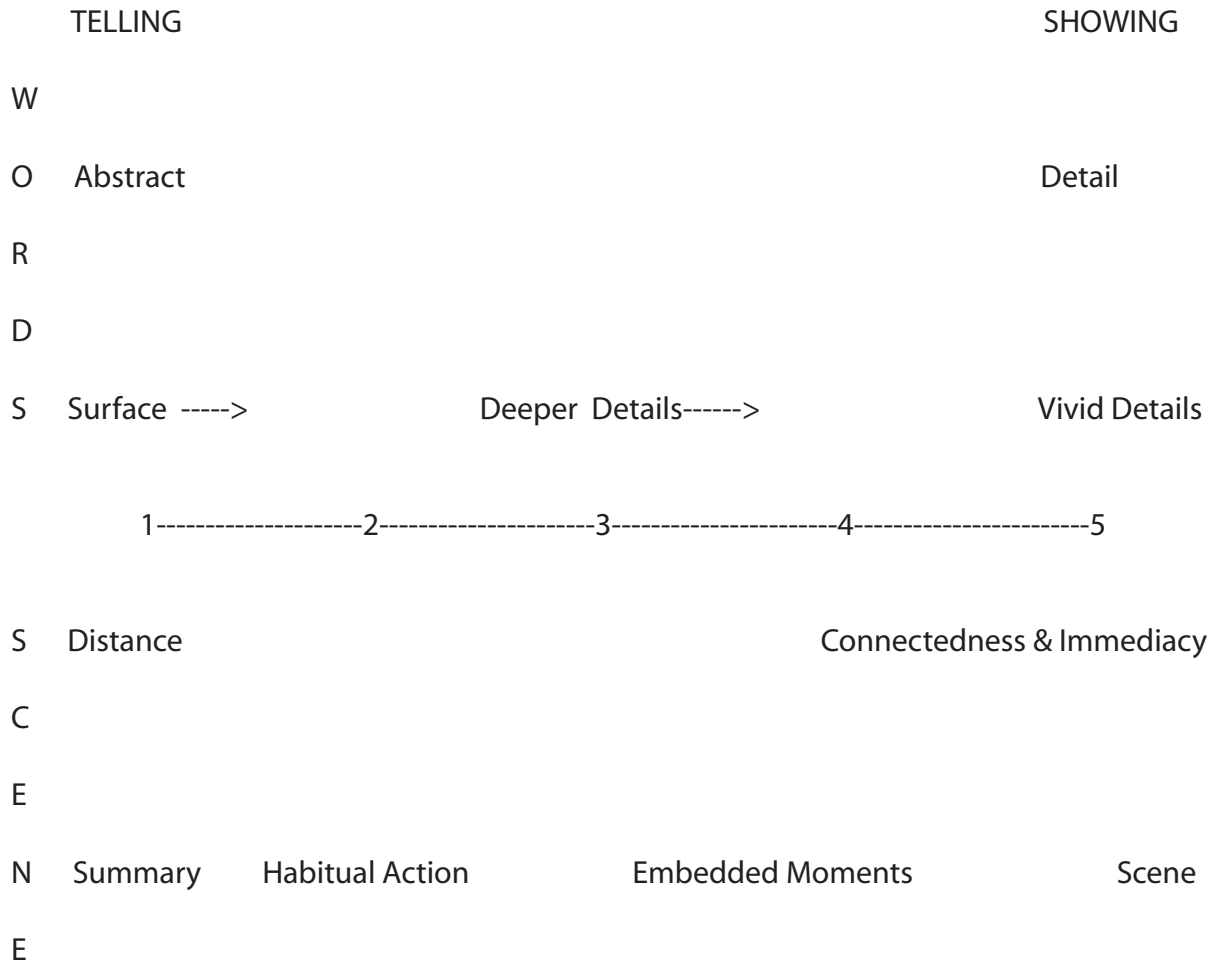 TELLING SHOWING
W
O Abstract Detail
R
D
S Surface -----> Deeper Details------> Vivid Details
1---------------------2----------------------3-----------------------4------------------------5
S Distance Connectedness & Immediacy
C
E
N Summary Habitual Action Embedded Moments Scene
E